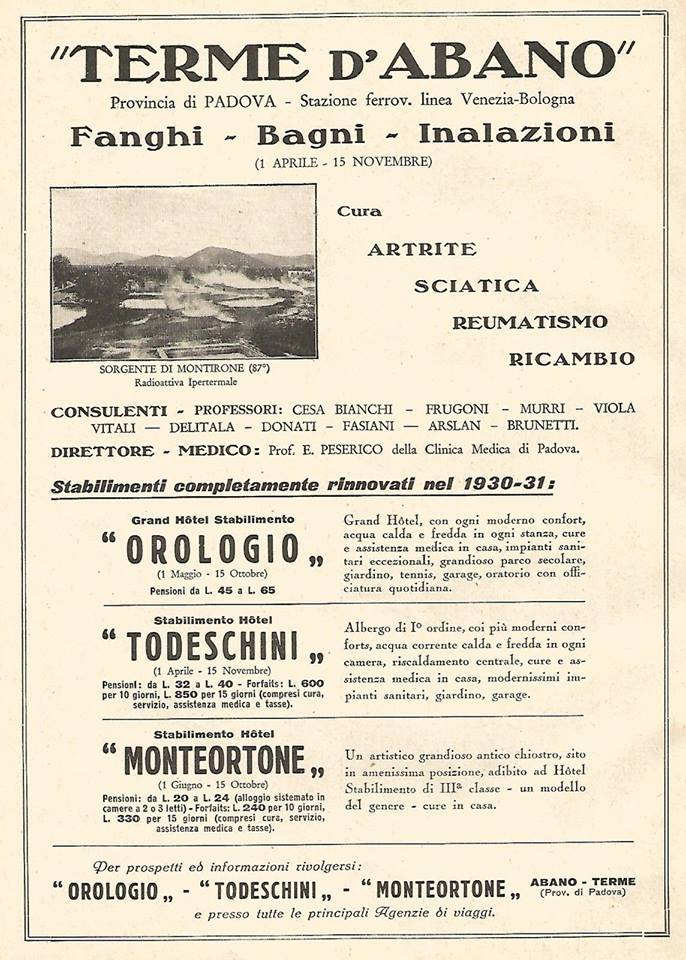 "TERME D'ABANO"
Provincia di PADOVA - Stazione ferrov. linea Venezia-Bologna
Fanghi - Bagni - Inalazioni
(1 APRILE - 15 NOVEMBRE)
Cura
ARTRITE
SCIATICA
REUMATISMO
RICAMBIO
SORGENTE DI MONTIRONE (87°)
Radioattiva Ipertermale
CONSULENTI - PROFESSORI: CESA BIANCHI - FRUGONI - MURRI - VIOLA
VITALI — DELITALA - DONATI - FASIANI — ARSLAN - BRUNETTI.
DIRETTORE - MEDICO: Prof. E. PESERICO della Clinica Medica di Padova.
Stabilimenti completamente rinnovati nel 1930-31:
Grand Hôtel Stabilimento
“ OROLOGIO „
(1 Maggio - 15 Ottobre)
Pensioni da L. 45 a L. 65
Grand Hôtel, con ogni moderno confort,
acqua calda e fredda in ogni stanza, cure
e assistenza medica in casa, impianti sani-
tari eccezionali, grandioso parco secolare,
giardino, tennis, garage, oratorio con offi-
ciatura quotidiana.
Stabilimento Hôtel
“ TODESCHINI „
(1 Aprile - 15 Novembre)
Pensioni: da L. 32 a L. 40 - Forfaits: L. 600
per 10 giorni, L. 850 per 15 giorni (compresi cura,
servizio, assistenza medica e tasse).
Albergo di I° ordine, coi più moderni con-
forts, acqua corrente calda e fredda in ogni
camera, riscaldamento centrale, cure e as-
sistenza medica in casa, modernissimi im-
pianti sanitari, giardino, garage.
Stabilimento Hôtel
“ MONTEORTONE „
(1 Giugno - 15 Ottobre)
Pensioni: da L. 20 a L. 24 (alloggio sistemato in
camere a 2 o 3 letti) - Forfaits: L. 240 per 10 giorni,
L. 330 per 15 giorni (compresi cura, servizio,
assistenza medica e tasse).
Un artistico grandioso antico chiostro, sito
in amenissima posizione, adibito ad Hôtel
Stabilimento di IIIª classe - un modello
del genere - cure in casa.
Per prospetti ed informazioni rivolgersi:
“ OROLOGIO „ - “ TODESCHINI „ - “ MONTEORTONE „ ABANO - TERME
(Prov. di Padova)
e presso tutte le principali Agenzie di viaggi.